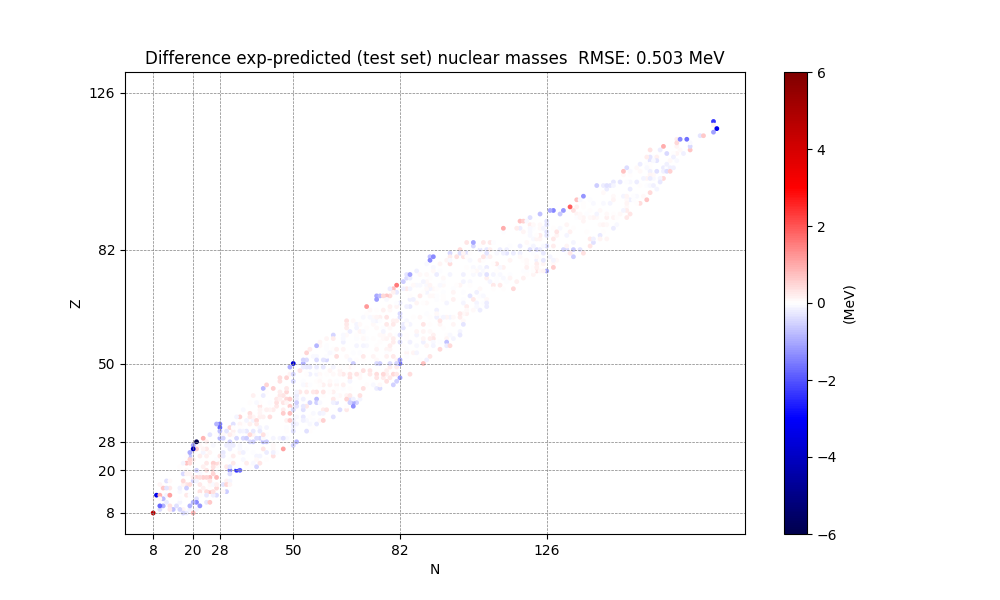 Difference exp-predicted (test set) nuclear masses  RMSE: 0.503 MeV
126
82
50
28
20
8
Z
8 20 28 50 82 126
N
6
4
2
0
−2
−4
−6
(MeV)